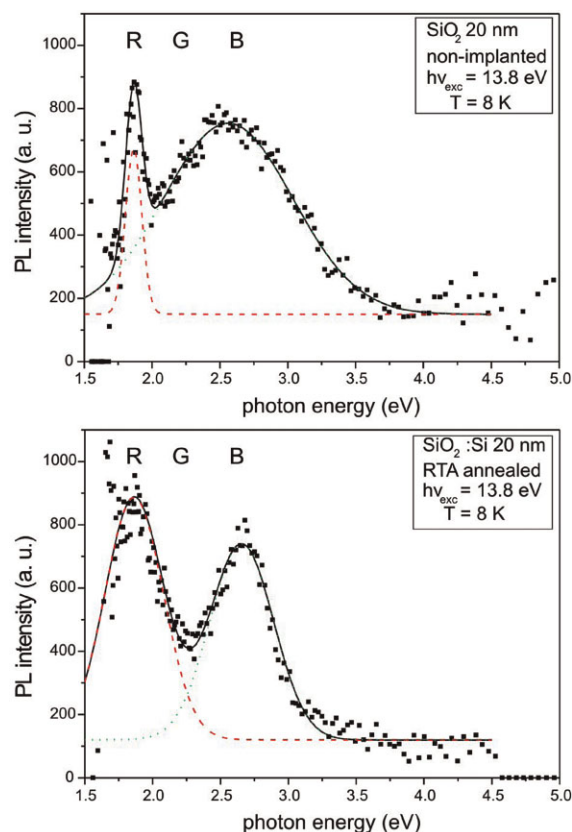 R G B
SiO₂ 20 nm
non-implanted
hνexc = 13.8 eV
T = 8 K
PL intensity (a. u.)
1000
800
600
400
200
0
1.5 2.0 2.5 3.0 3.5 4.0 4.5 5.0
photon energy (eV)
R G B
SiO₂ :Si 20 nm
RTA annealed
hνexc = 13.8 eV
T = 8 K
PL intensity (a. u.)
1000
800
600
400
200
0
1.5 2.0 2.5 3.0 3.5 4.0 4.5 5.0
photon energy (eV)